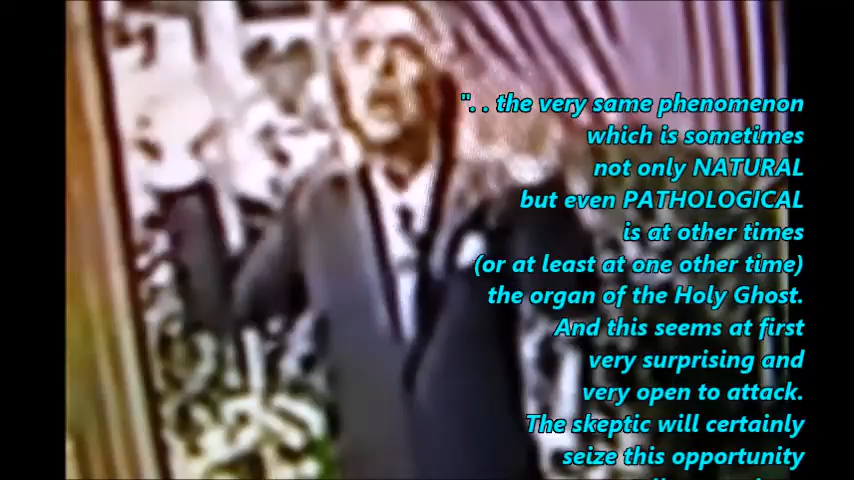 ". . the very same phenomenon
which is sometimes
not only NATURAL
but even PATHOLOGICAL
is at other times
(or at least at one other time)
the organ of the Holy Ghost.
And this seems at first
very surprising and
very open to attack.
The skeptic will certainly
seize this opportunity